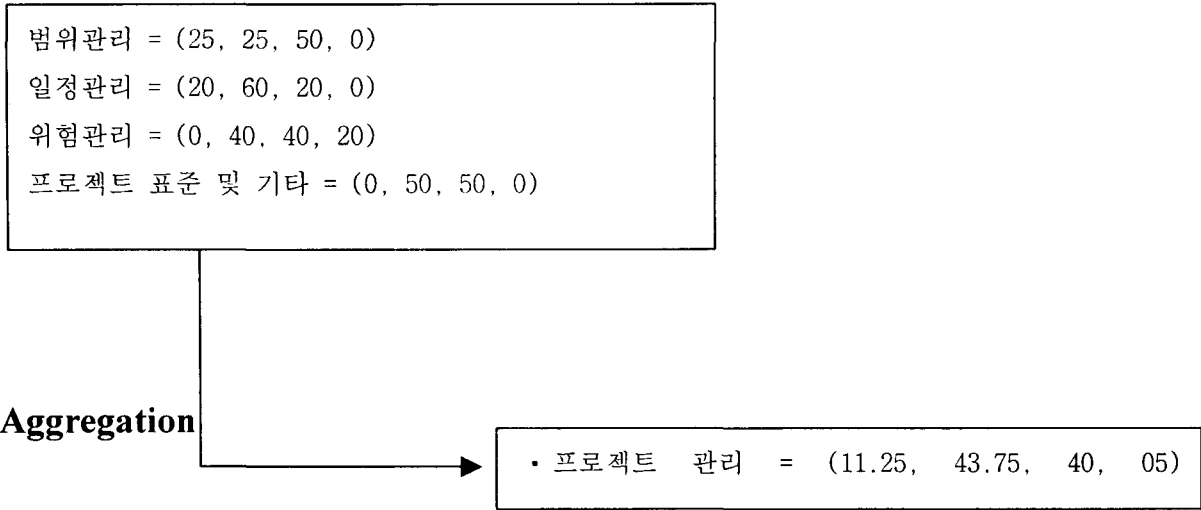 범위관리 = (25, 25, 50, 0)
일정관리 = (20, 60, 20, 0)
위험관리 = (0, 40, 40, 20)
프로젝트 표준 및 기타 = (0, 50, 50, 0)
Aggregation
• 프로젝트 관리 = (11.25, 43.75, 40, 05)